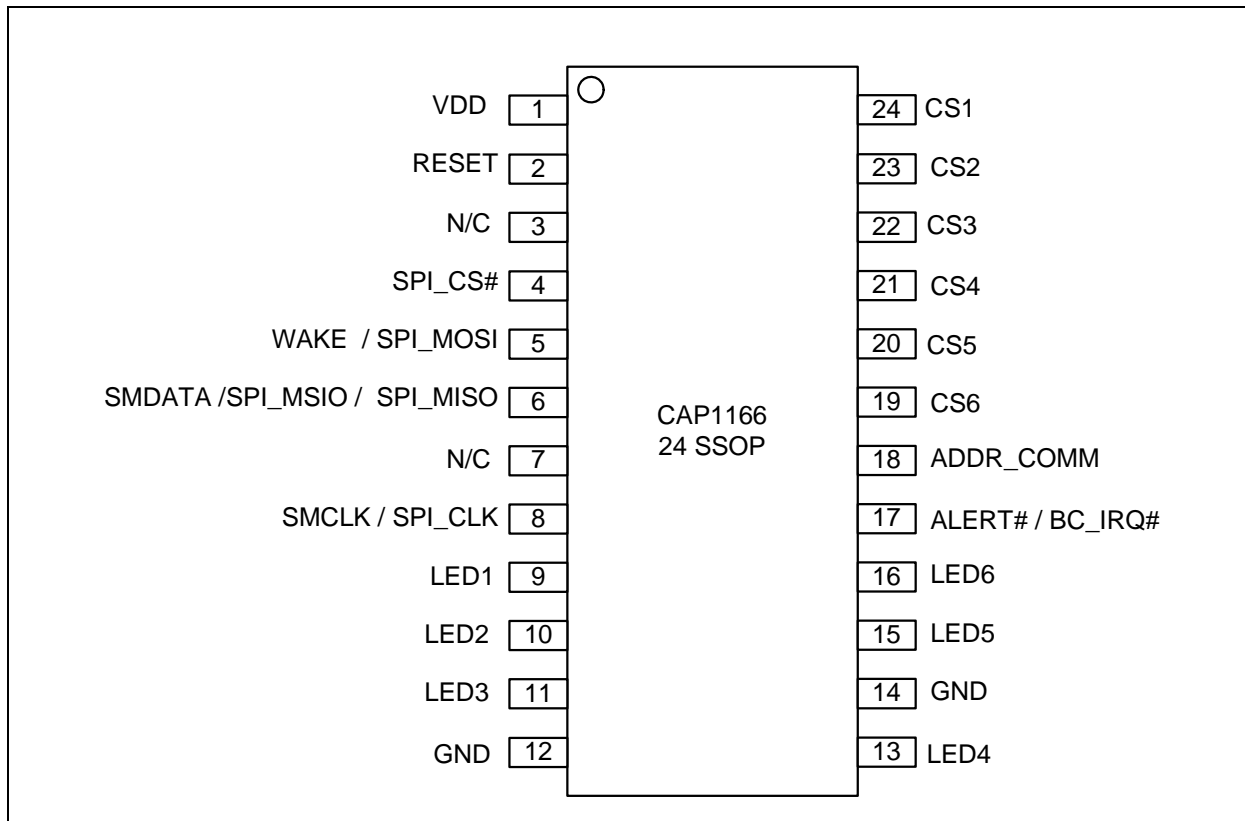 VDD 1
RESET 2
N/C 3
SPI_CS# 4
WAKE / SPI_MOSI 5
SMDATA /SPI_MSIO / SPI_MISO 6
N/C 7
SMCLK / SPI_CLK 8
LED1 9
LED2 10
LED3 11
GND 12
CAP1166
24 SSOP
24 CS1
23 CS2
22 CS3
21 CS4
20 CS5
19 CS6
18 ADDR_COMM
17 ALERT# / BC_IRQ#
16 LED6
15 LED5
14 GND
13 LED4